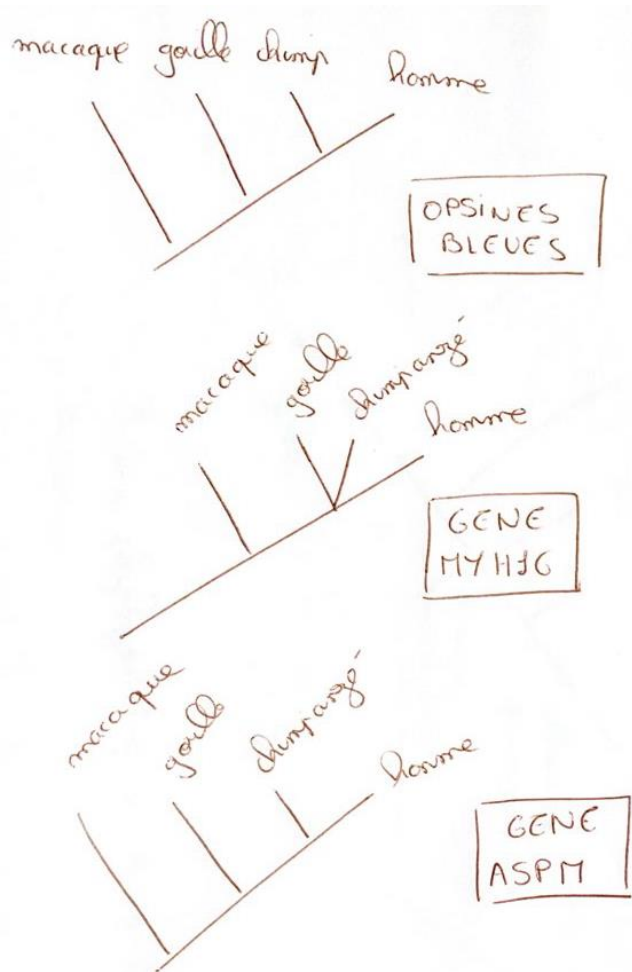 macaque gorille chimp homme
OPSINES
BLEUES
macaque
gorille
chimpanzé
homme
GENE
MYH16
macaque
gorille
chimpanzé
homme
GENE
ASPM